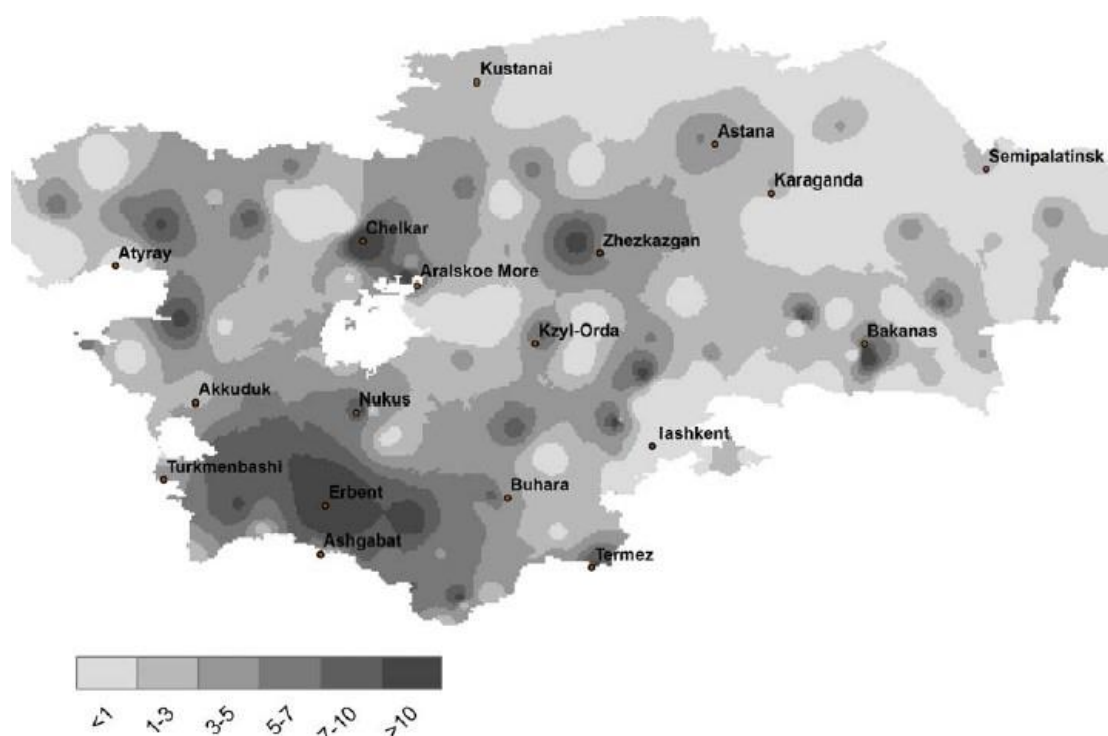 Kustanai
Astana
Semipalatinsk
Karaganda
Chelkar
Zhezkazgan
Atyray
Aralskoe More
Kzyl-Orda
Bakanas
Akkuduk
Nukus
Iashkent
Turkmenbashi
Erbent
Buhara
Ashgabat
Termez
<1
1-3
3-5
5-7
7-10
>10